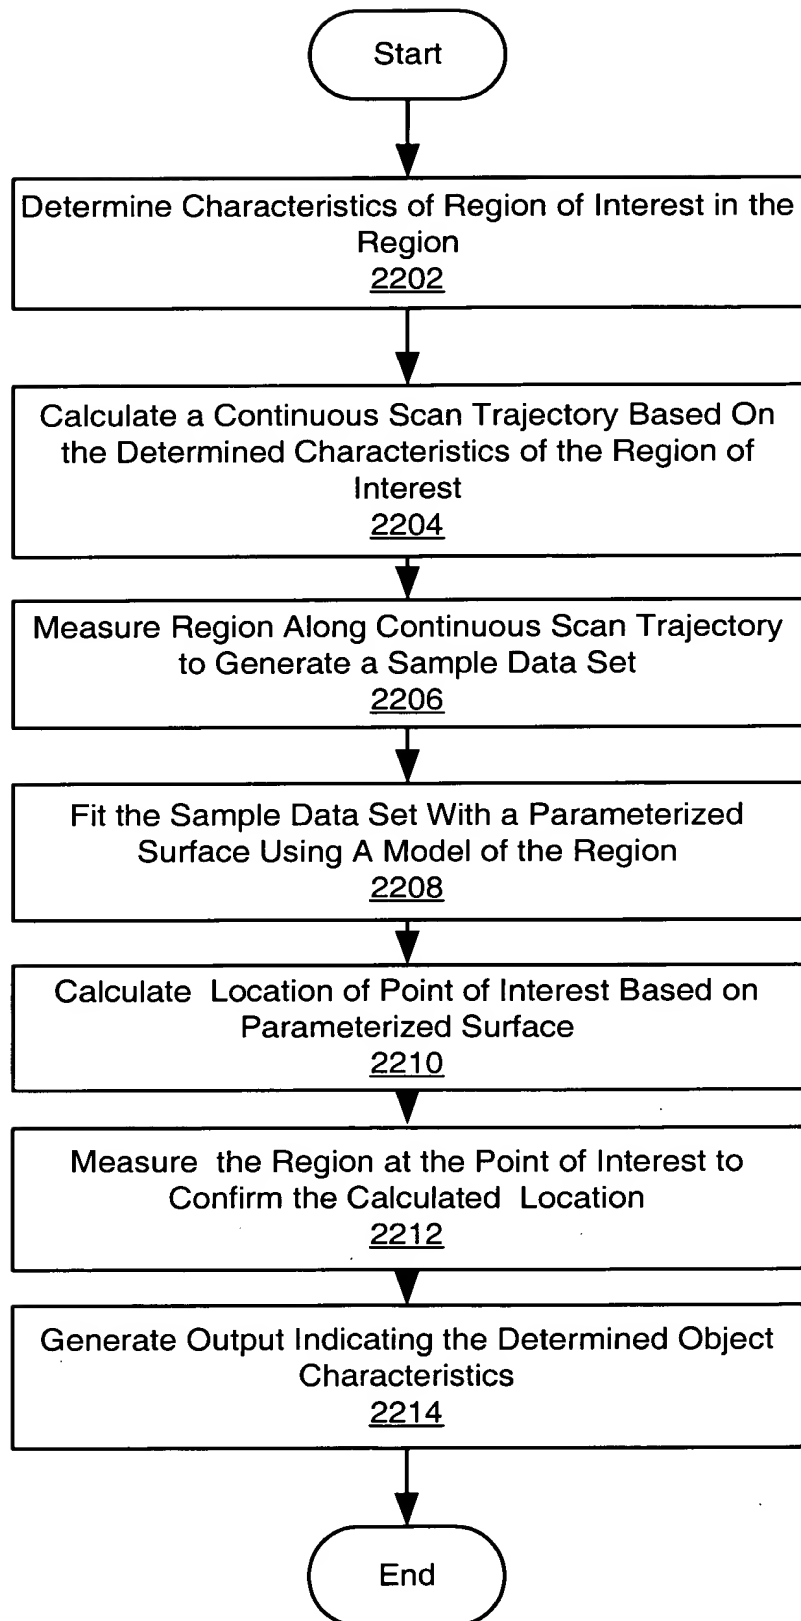 Start
Determine Characteristics of Region of Interest in the
Region
2202
Calculate a Continuous Scan Trajectory Based On
the Determined Characteristics of the Region of
Interest
2204
Measure Region Along Continuous Scan Trajectory
to Generate a Sample Data Set
2206
Fit the Sample Data Set With a Parameterized
Surface Using A Model of the Region
2208
Calculate Location of Point of Interest Based on
Parameterized Surface
2210
Measure the Region at the Point of Interest to
Confirm the Calculated Location
2212
Generate Output Indicating the Determined Object
Characteristics
2214
End